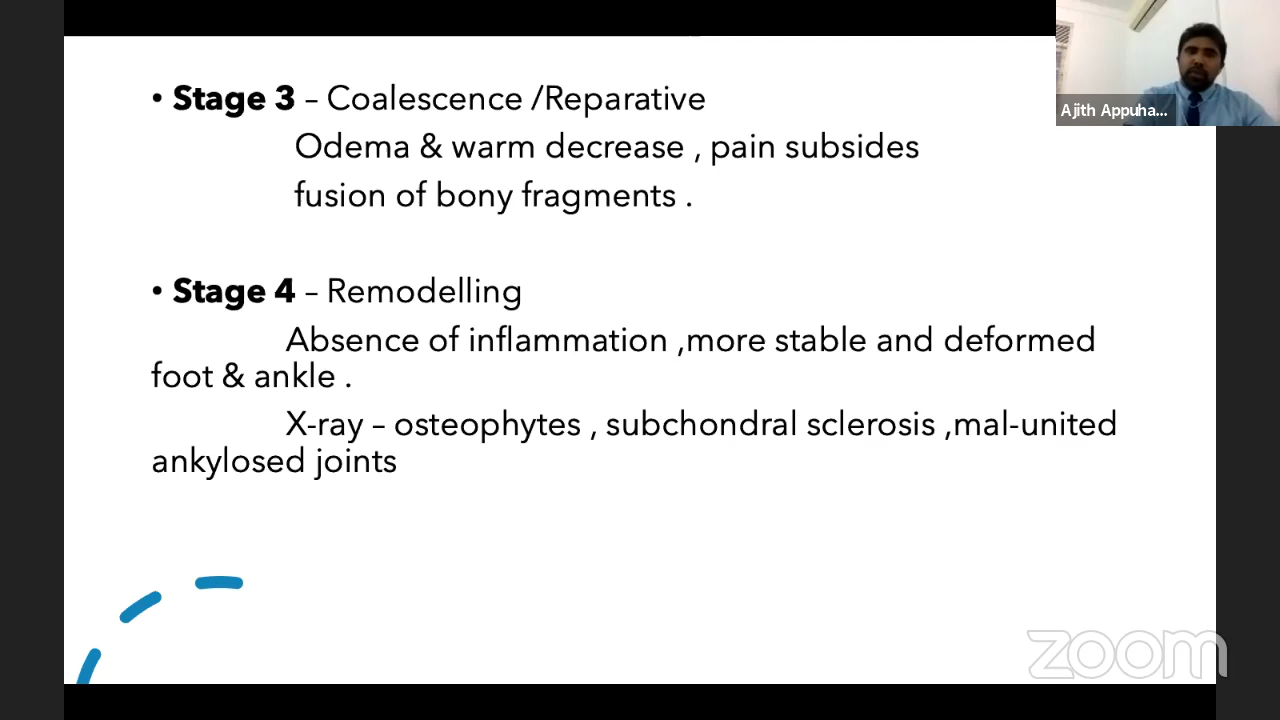 • Stage 3 – Coalescence /Reparative
Odema & warm decrease , pain subsides
fusion of bony fragments .
• Stage 4 – Remodelling
Absence of inflammation ,more stable and deformed
foot & ankle .
X-ray – osteophytes , subchondral sclerosis ,mal-united
ankylosed joints
Ajith Appuha...
zoom